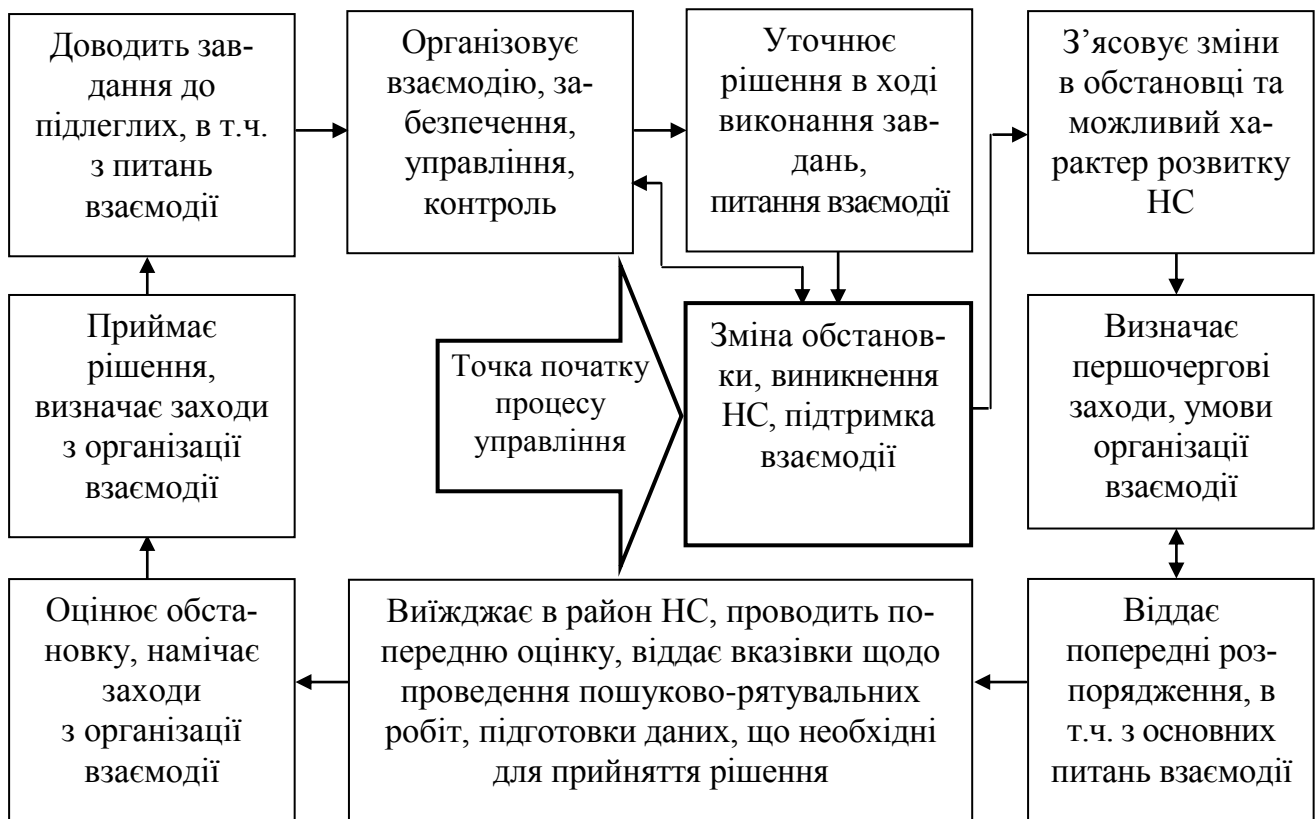 Доводить зав-
дання до
підлеглих, в т.ч.
з питань
взаємодії
Організовує
взаємодію, за-
безпечення,
управління,
контроль
Уточнює
рішення в ході
виконання зав-
дань,
питання взаємодії
З’ясовує зміни
в обстановці та
можливий ха-
рактер розвитку
НС
Приймає
рішення,
визначає заходи
з організації
взаємодії
Точка початку
процесу
управління
Зміна обстанов-
ки, виникнення
НС, підтримка
взаємодії
Визначає
першочергові
заходи, умови
організації
взаємодії
Оцінює обста-
новку, намічає
заходи
з організації
взаємодії
Виїжджає в район НС, проводить по-
передню оцінку, віддає вказівки щодо
проведення пошуково-рятувальних
робіт, підготовки даних, що необхідні
для прийняття рішення
Віддає
попередні роз-
порядження, в
т.ч. з основних
питань взаємодії